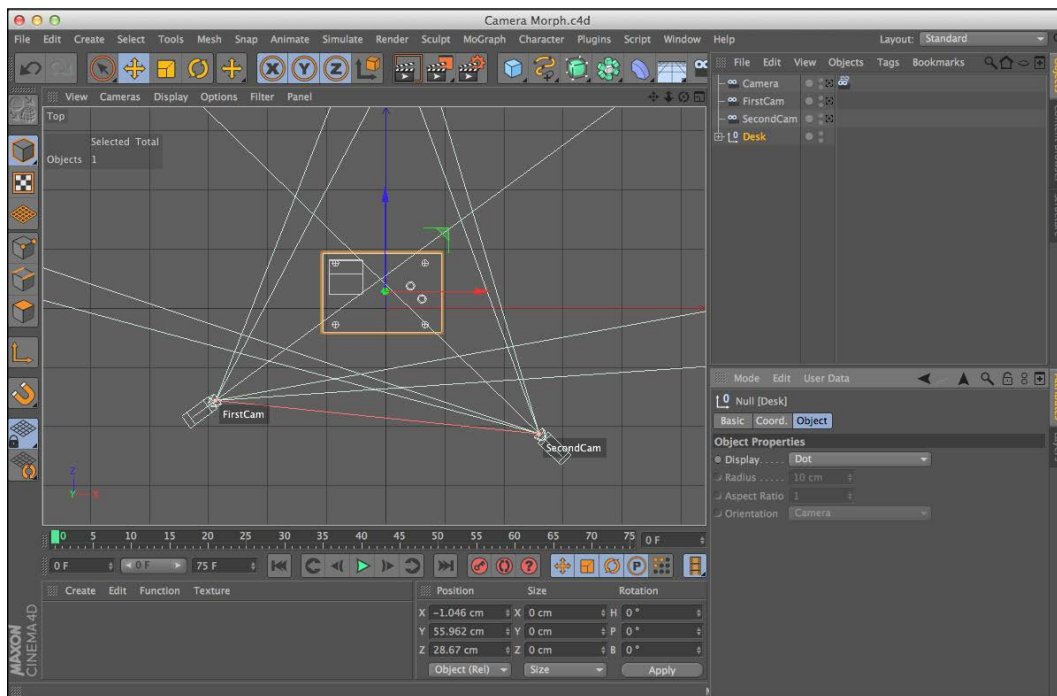 Camera Morph.c4d
File Edit Create Select Tools Mesh Snap Animate Simulate Render Sculpt MoGraph Character Plugins Script Window Help Layout: Standard
File Edit View Objects Tags Bookmarks
Camera
FirstCam
SecondCam
Desk
View Cameras Display Options Filter Panel
Top
Selected Total
Objects 1
FirstCam
SecondCam
Z
Y X
Mode Edit User Data
Null [Desk]
Basic Coord. Object
Object Properties
Display..... Dot
Radius ..... 10 cm
Aspect Ratio 1
Orientation Camera
0 5 10 15 20 25 30 35 40 45 50 55 60 65 70 75 0 F
0 F 0 F 75 F
Create Edit Function Texture
Position Size Rotation
X -1.046 cm X 0 cm H 0 °
Y 55.962 cm Y 0 cm P 0 °
Z 28.67 cm Z 0 cm B 0 °
Object (Rel) Size Apply
MAXON
CINEMA 4D